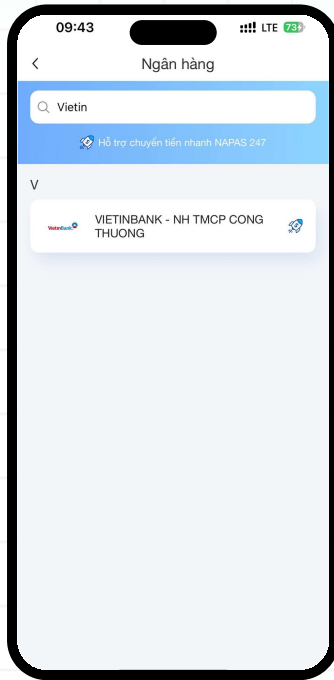 09:43
LTE 73
Ngân hàng
Vietin
Hỗ trợ chuyển tiền nhanh NAPAS 247
V
VietinBank
VIETINBANK - NH TMCP CONG
THUONG